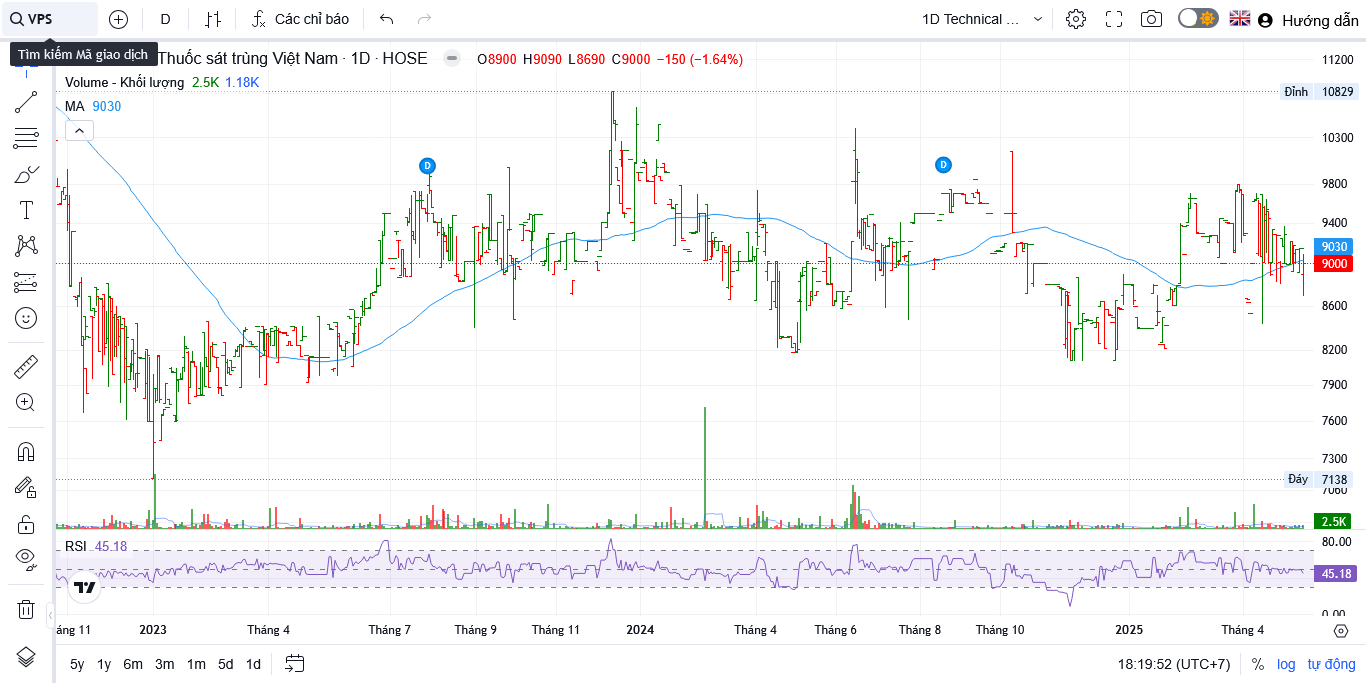 VPS
D
Các chỉ báo
1D Technical ...
Hướng dẫn
Tìm kiếm Mã giao dịch
Thuốc sát trùng Việt Nam · 1D · HOSE
O8900 H9090 L8690 C9000 −150 (−1.64%)
Volume - Khối lượng 2.5K 1.18K
MA 9030
11200
Đỉnh 10829
10300
9800
9400
9030
9000
8600
8200
7900
7600
7300
Đáy 7138
7060
2.5K
D
D
RSI 45.18
80.00
45.18
0.00
áng 11 2023 Tháng 4 Tháng 7 Tháng 9 Tháng 11 2024 Tháng 4 Tháng 6 Tháng 8 Tháng 10 2025 Tháng 4
5y 1y 6m 3m 1m 5d 1d
18:19:52 (UTC+7) % log tự động